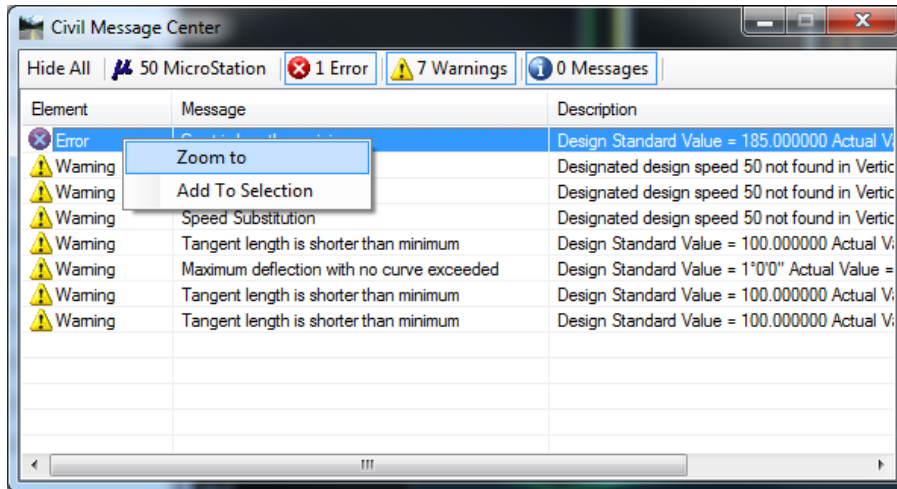 Civil Message Center
Hide All 50 MicroStation 1 Error 7 Warnings 0 Messages
Element Message Description
Error Design Standard Value = 185.000000 Actual
Zoom to
Warning Designated design speed 50 not found in
Add To Selection
Warning Designated design speed 50 not found in
Warning Speed Substitution Designated design speed 50 not found in
Warning Tangent length is shorter than minimum Design Standard Value = 100.000000 Actual
Warning Maximum deflection with no curve exceeded Design Standard Value = 1°0'0" Actual Value =
Warning Tangent length is shorter than minimum Design Standard Value = 100.000000 Actual
Warning Tangent length is shorter than minimum Design Standard Value = 100.000000 Actual